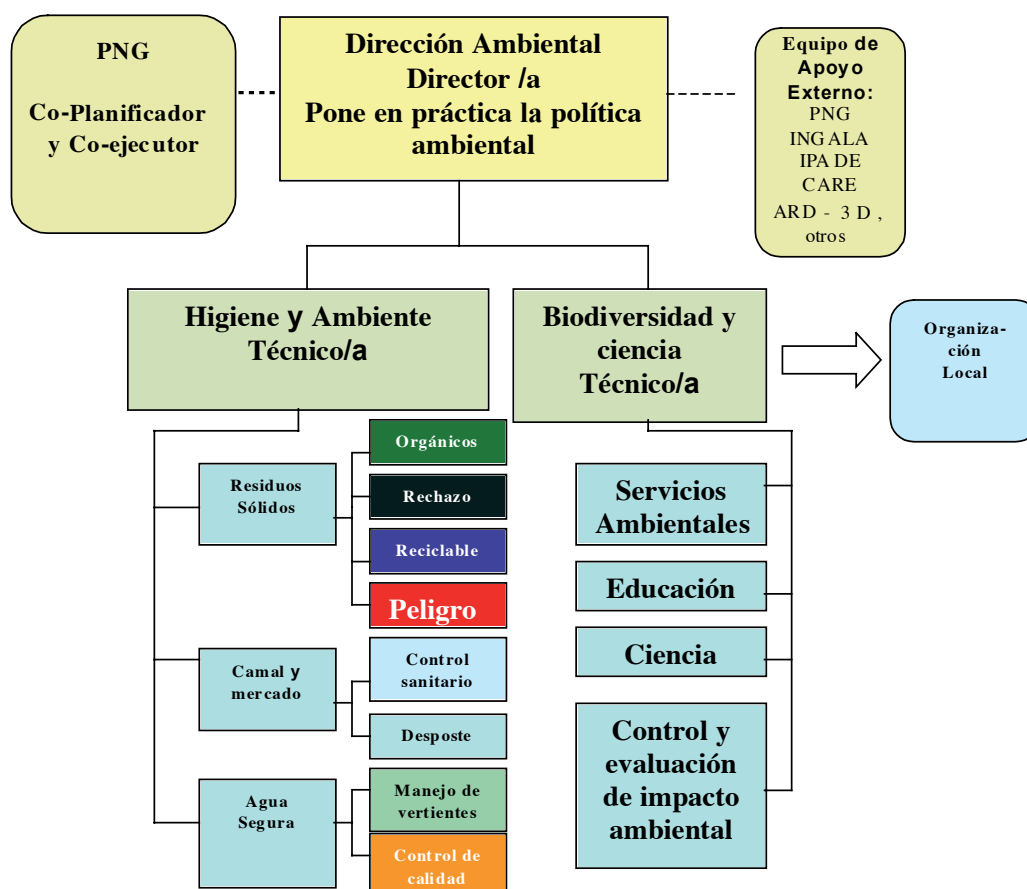 PNG
Co-Planificador
y Co-ejecutor
Dirección Ambiental
Director /a
Pone en práctica la política
ambiental
Equipo de
Apoyo
Externo:
PNG
INGALA
IPA DE
CARE
ARD - 3 D ,
otros
Higiene y Ambiente
Técnico/a
Biodiversidad y
ciencia
Técnico/a
Organiza-
ción
Local
Residuos
Sólidos
Orgánicos
Rechazo
Reciclable
Peligro
Camal y
mercado
Control
sanitario
Desposte
Agua
Segura
Manejo de
vertientes
Control de
calidad
Servicios
Ambientales
Educación
Ciencia
Control y
evaluación
de impacto
ambiental